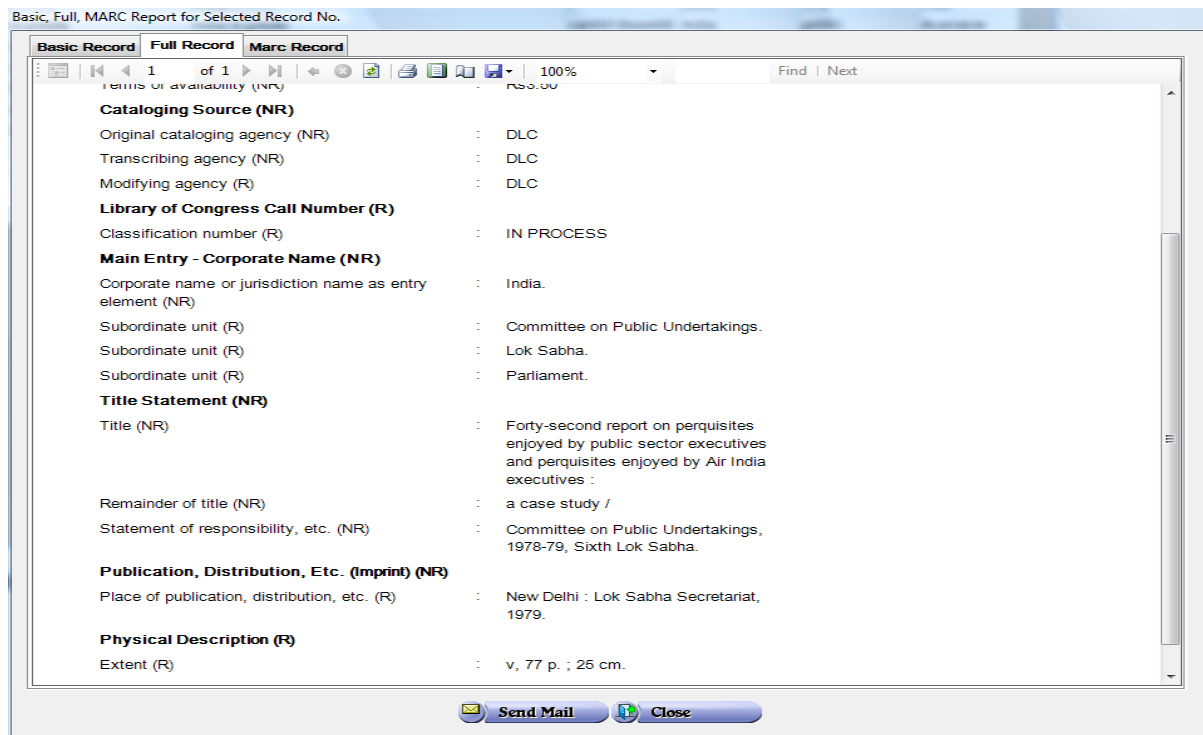 Basic, Full, MARC Report for Selected Record No.
Basic Record Full Record Marc Record
1 of 1 100% Find | Next
Terms of availability (NR) : Rs3.50
Cataloging Source (NR)
Original cataloging agency (NR) : DLC
Transcribing agency (NR) : DLC
Modifying agency (R) : DLC
Library of Congress Call Number (R)
Classification number (R) : IN PROCESS
Main Entry - Corporate Name (NR)
Corporate name or jurisdiction name as entry : India.
element (NR)
Subordinate unit (R) : Committee on Public Undertakings.
Subordinate unit (R) : Lok Sabha.
Subordinate unit (R) : Parliament.
Title Statement (NR)
Title (NR) : Forty-second report on perquisites
enjoyed by public sector executives
and perquisites enjoyed by Air India
executives :
Remainder of title (NR) : a case study /
Statement of responsibility, etc. (NR) : Committee on Public Undertakings,
1978-79, Sixth Lok Sabha.
Publication, Distribution, Etc. (Imprint) (NR)
Place of publication, distribution, etc. (R) : New Delhi : Lok Sabha Secretariat,
1979.
Physical Description (R)
Extent (R) : v, 77 p. ; 25 cm.
Send Mail Close